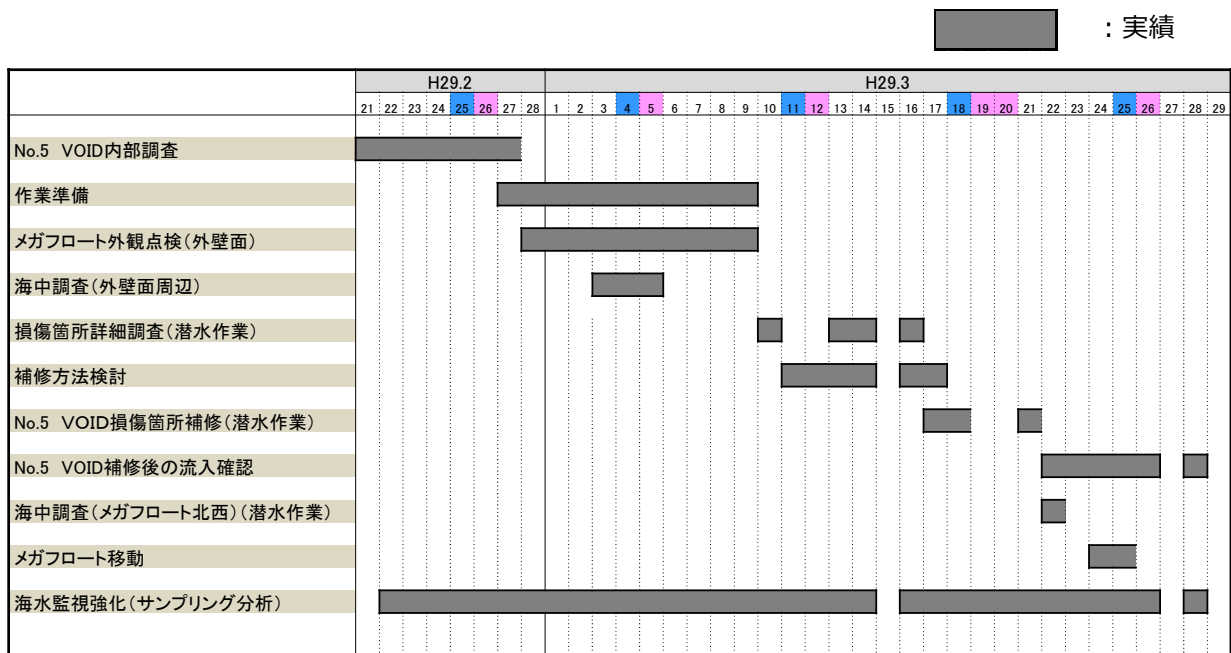 ：実績
H29.2 H29.3
21 22 23 24 25 26 27 28 1 2 3 4 5 6 7 8 9 10 11 12 13 14 15 16 17 18 19 20 21 22 23 24 25 26 27 28 29
No.5 VOID内部調査
作業準備
メガフロート外観点検（外壁面）
海中調査（外壁面周辺）
損傷箇所詳細調査（潜水作業）
補修方法検討
No.5 VOID損傷箇所補修（潜水作業）
No.5 VOID補修後の流入確認
海中調査（メガフロート北西）（潜水作業）
メガフロート移動
海水監視強化（サンプリング分析）